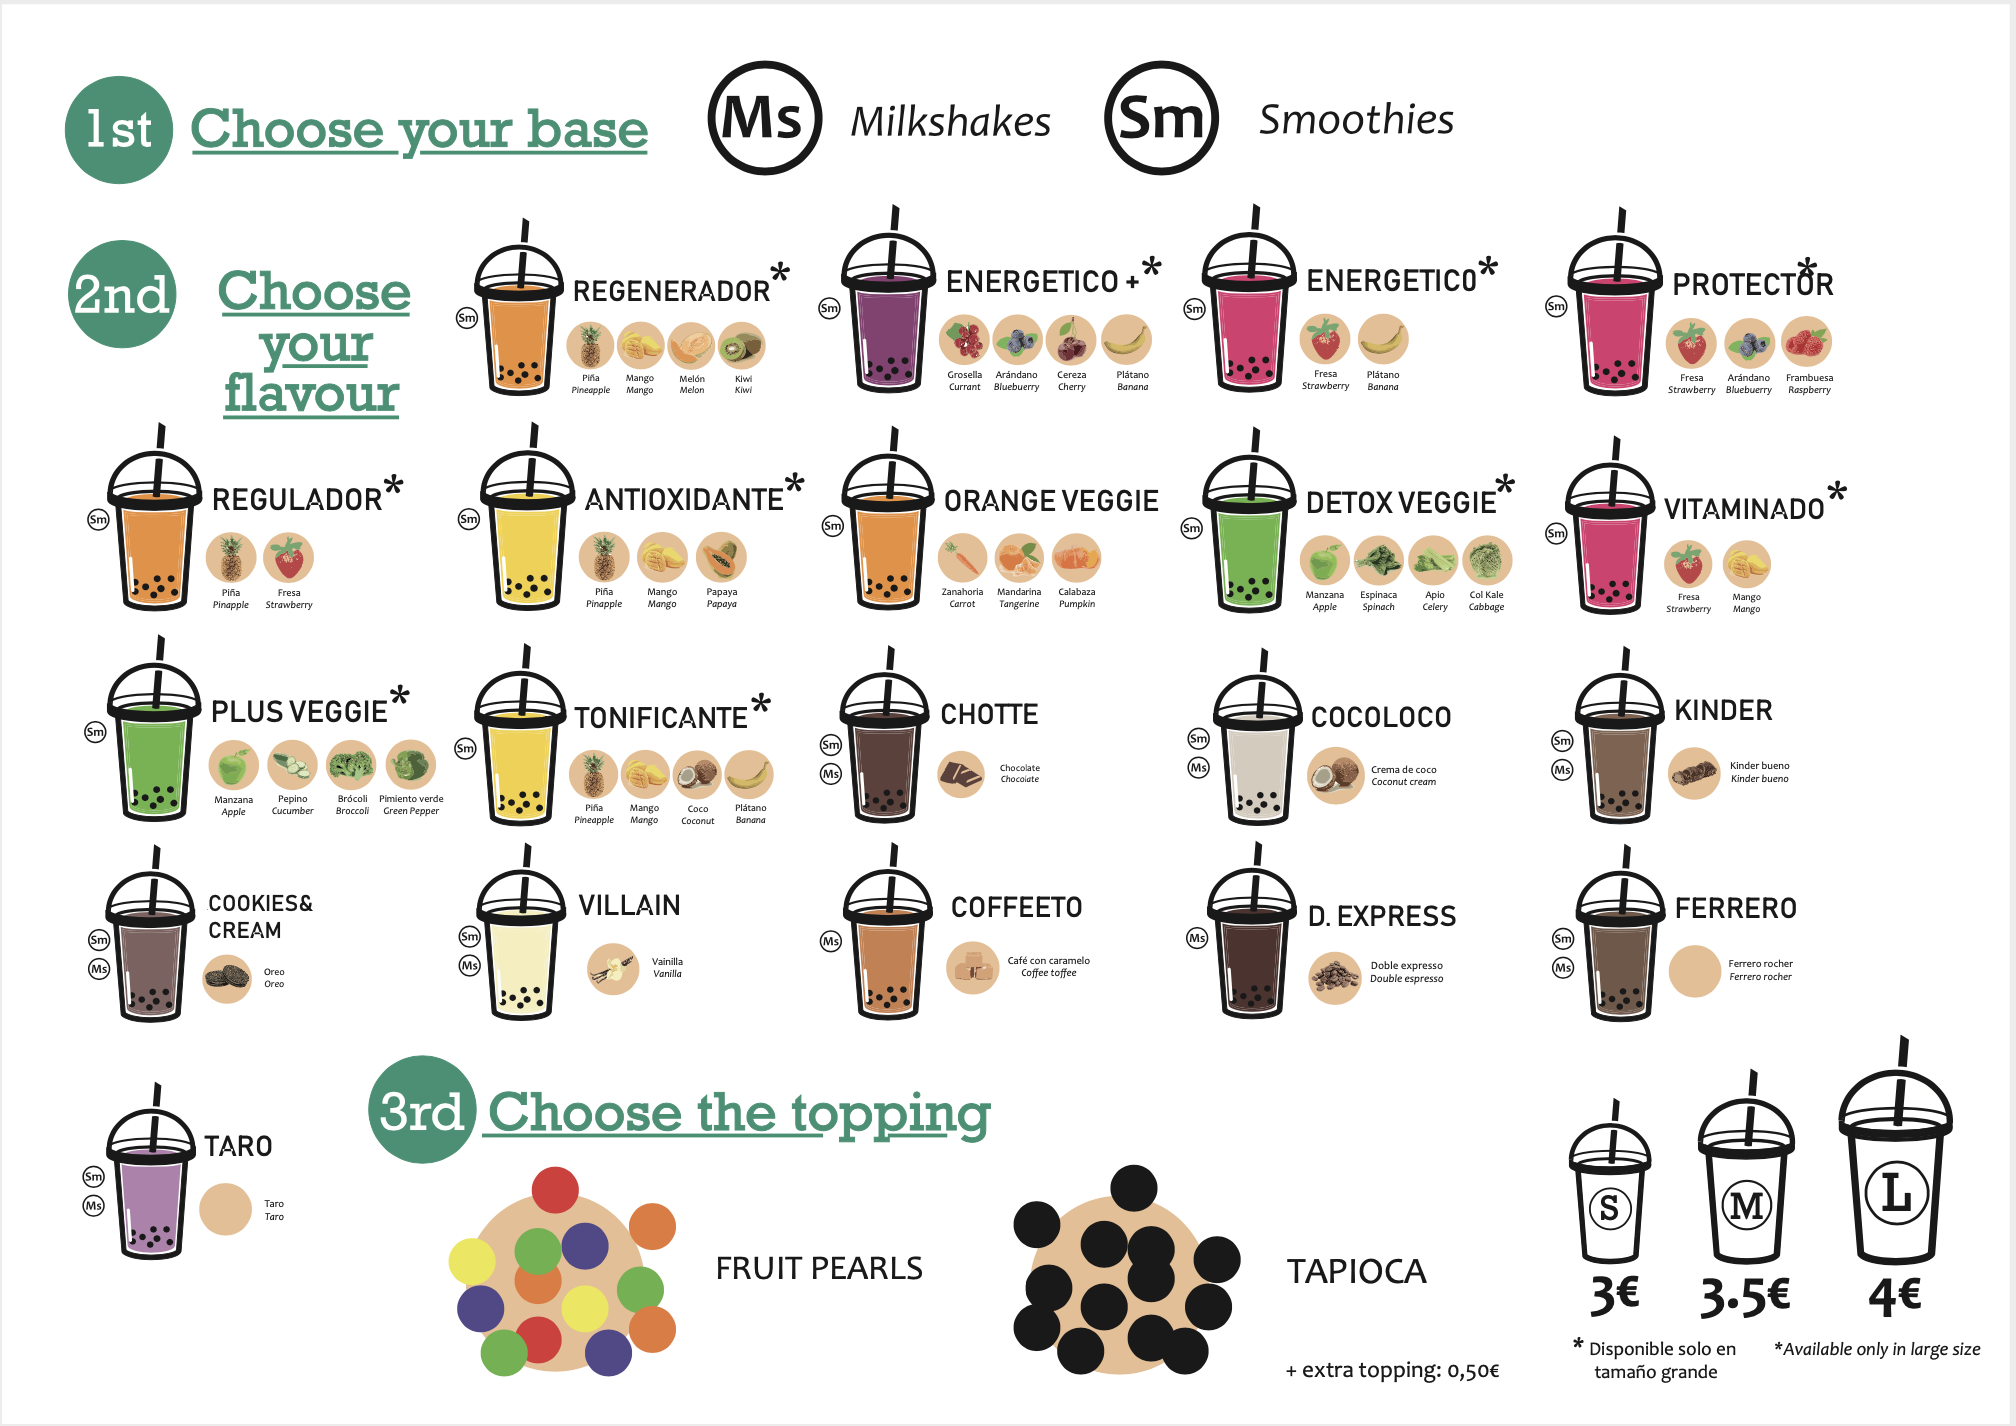 1st Choose your base
Ms Milkshakes
Sm Smoothies
2nd Choose
your
flavour
Sm
REGENERADOR*
Piña Mango Melón Kiwi
Pineapple Mango Melon Kiwi
Sm
ENERGETICO +*
Grosella Arándano Cereza Plátano
Currant Bluebuerry Cherry Banana
Sm
ENERGETICO*
Fresa Plátano
Strawberry Banana
Sm
PROTECTOR*
Fresa Arándano Frambuesa
Strawberry Bluebuerry Raspberry
Sm
REGULADOR*
Piña Fresa
Pinapple Strawberry
Sm
ANTIOXIDANTE*
Piña Mango Papaya
Pinapple Mango Papaya
Sm
ORANGE VEGGIE
Zanahoria Mandarina Calabaza
Carrot Tangerine Pumpkin
Sm
DETOX VEGGIE*
Manzana Espinaca Apio Col Kale
Apple Spinach Celery Cabbage
Sm
VITAMINADO*
Fresa Mango
Strawberry Mango
Sm
PLUS VEGGIE*
Manzana Pepino Brócoli Pimiento verde
Apple Cucumber Broccoli Green Pepper
Sm
TONIFICANTE*
Piña Mango Coco Plátano
Pineapple Mango Coconut Banana
Sm
Ms
CHOTTE
Chocolate
Chocolate
Sm
Ms
COCOLOCO
Crema de coco
Coconut cream
Sm
Ms
KINDER
Kinder bueno
Kinder bueno
Sm
Ms
COOKIES&
CREAM
Oreo
Oreo
Sm
Ms
VILLAIN
Vainilla
Vanilla
Ms
COFFEETO
Café con caramelo
Coffee toffee
Ms
D. EXPRESS
Doble expresso
Double espresso
Sm
Ms
FERRERO
Ferrero rocher
Ferrero rocher
Sm
Ms
TARO
Taro
Taro
3rd Choose the topping
FRUIT PEARLS
TAPIOCA
+ extra topping: 0,50€
S M L
3€ 3.5€ 4€
* Disponible solo en
tamaño grande
*Available only in large size